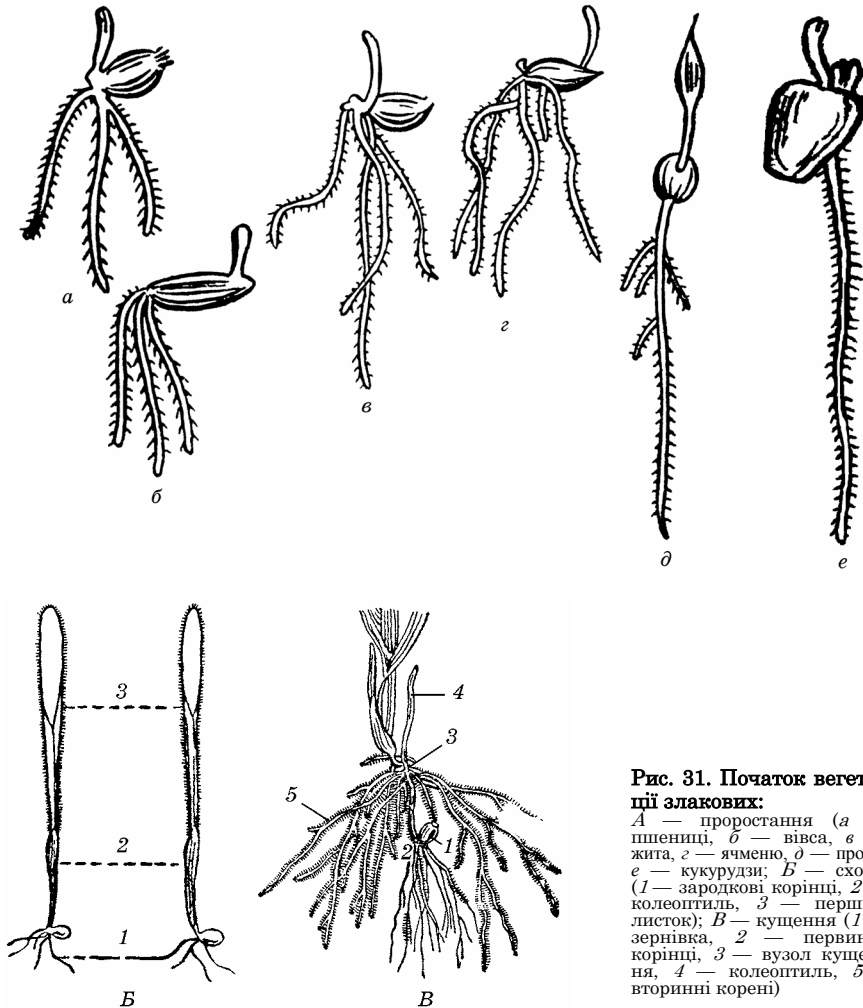 а
б
в
г
д
е
3
2
1
Б
4
3
5
1
2
В
Рис. 31. Початок вегет
ції злакових:
А — проростання (а
пшениці, б — вівса, в
жита, г — ячменю, д — про
е — кукурудзи; Б — схо
(1 — зародкові корінці, 2
колеоптиль, 3 — перш
листок); В — кущення (1
зернівка, 2 — первин
корінці, 3 — вузол куще
ня, 4 — колеоптиль, 5
вторинні корені)